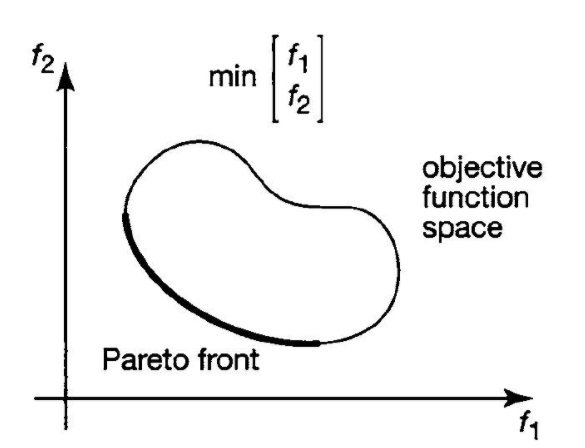 f2
min [f1
f2]
objective
function
space
Pareto front
f1